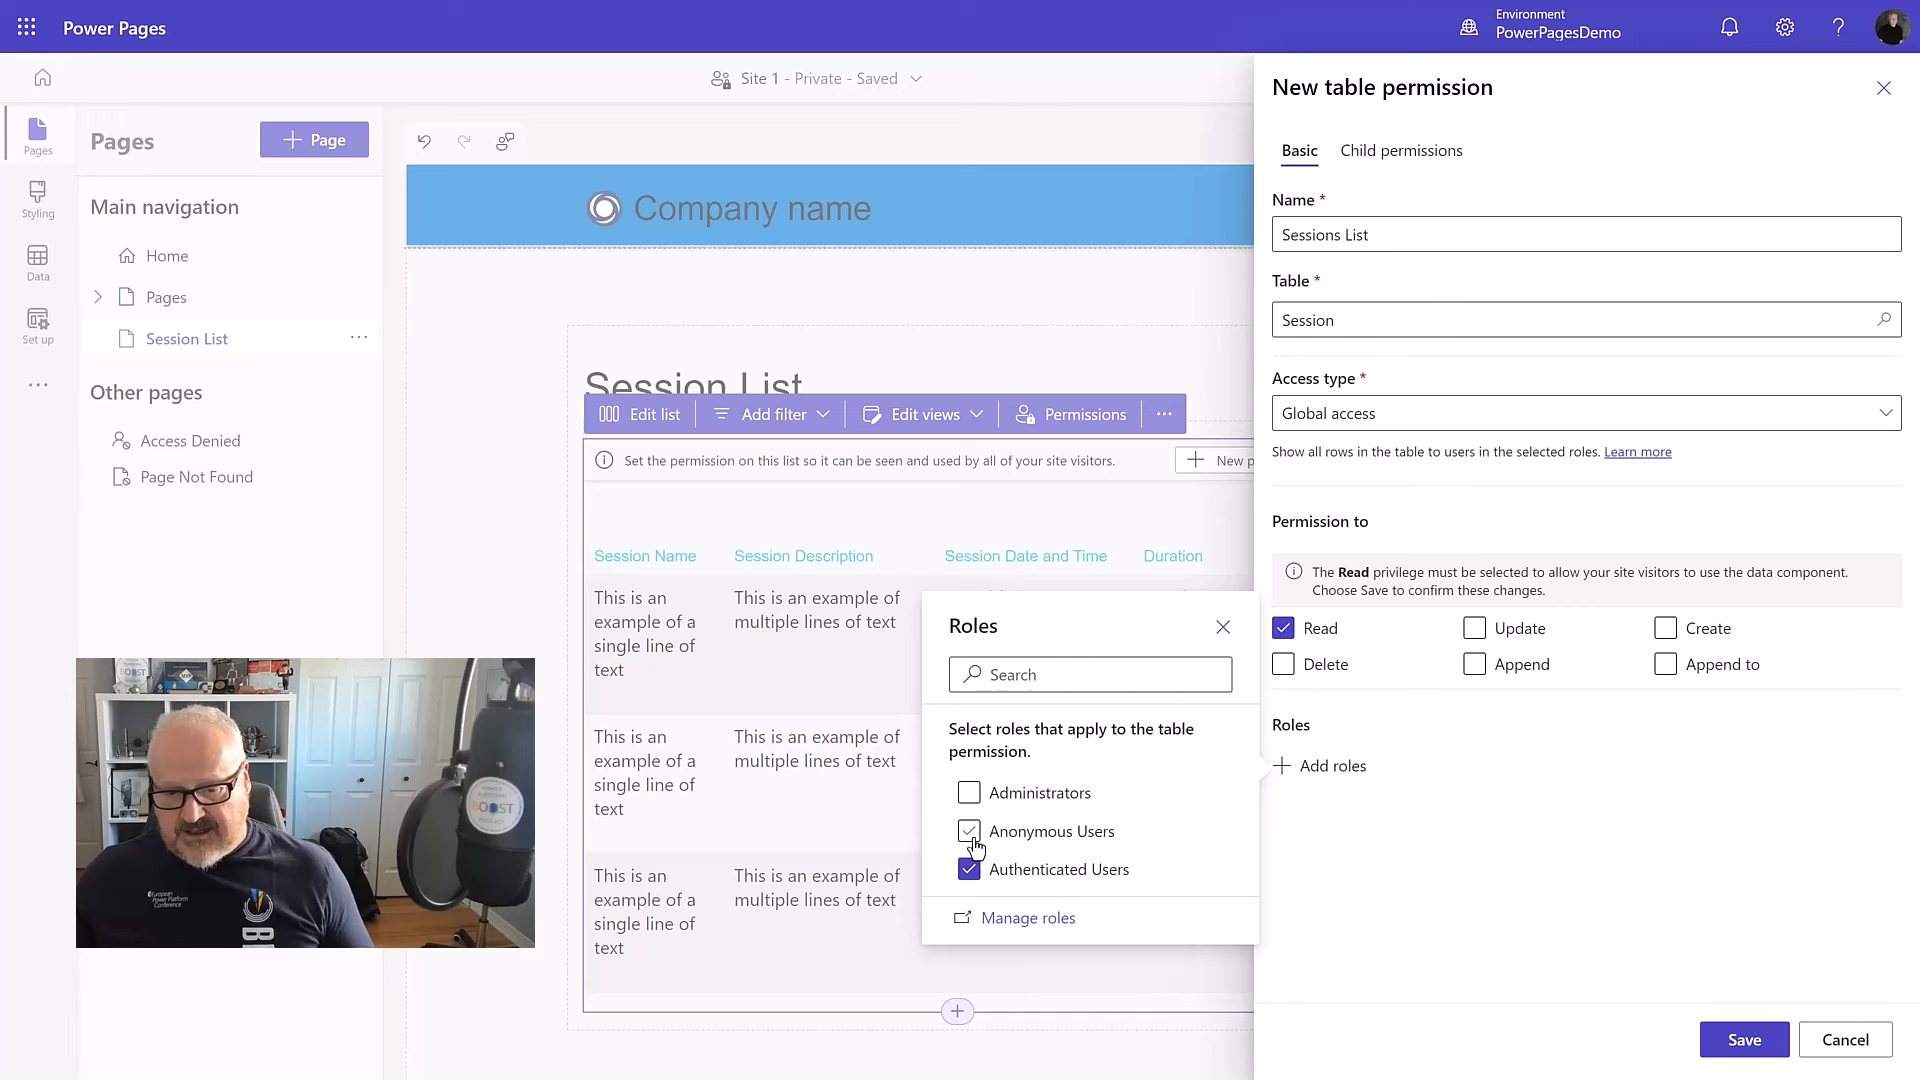 Power Pages
Environment
PowerPagesDemo
Site 1 - Private - Saved
Pages
Styling
Data
Set up
Pages
Page
Main navigation
Home
Pages
Session List
Other pages
Access Denied
Page Not Found
Company name
Session List
Edit list
Add filter
Edit views
Permissions
Set the permission on this list so it can be seen and used by all of your site visitors.
New p
Session Name
Session Description
Session Date and Time
Duration
This is an
example of a
single line of
text
This is an example of
multiple lines of text
This is an
example of a
single line of
text
This is an example of
multiple lines of text
This is an
example of a
single line of
text
This is an example of
multiple lines of text
Roles
Search
Select roles that apply to the table
permission.
Administrators
Anonymous Users
Authenticated Users
Manage roles
New table permission
Basic
Child permissions
Name *
Sessions List
Table *
Session
Access type *
Global access
Show all rows in the table to users in the selected roles. Learn more
Permission to
The Read privilege must be selected to allow your site visitors to use the data component.
Choose Save to confirm these changes.
Read
Update
Create
Delete
Append
Append to
Roles
Add roles
Save
Cancel
European
Power Platform
Conference
BOOST